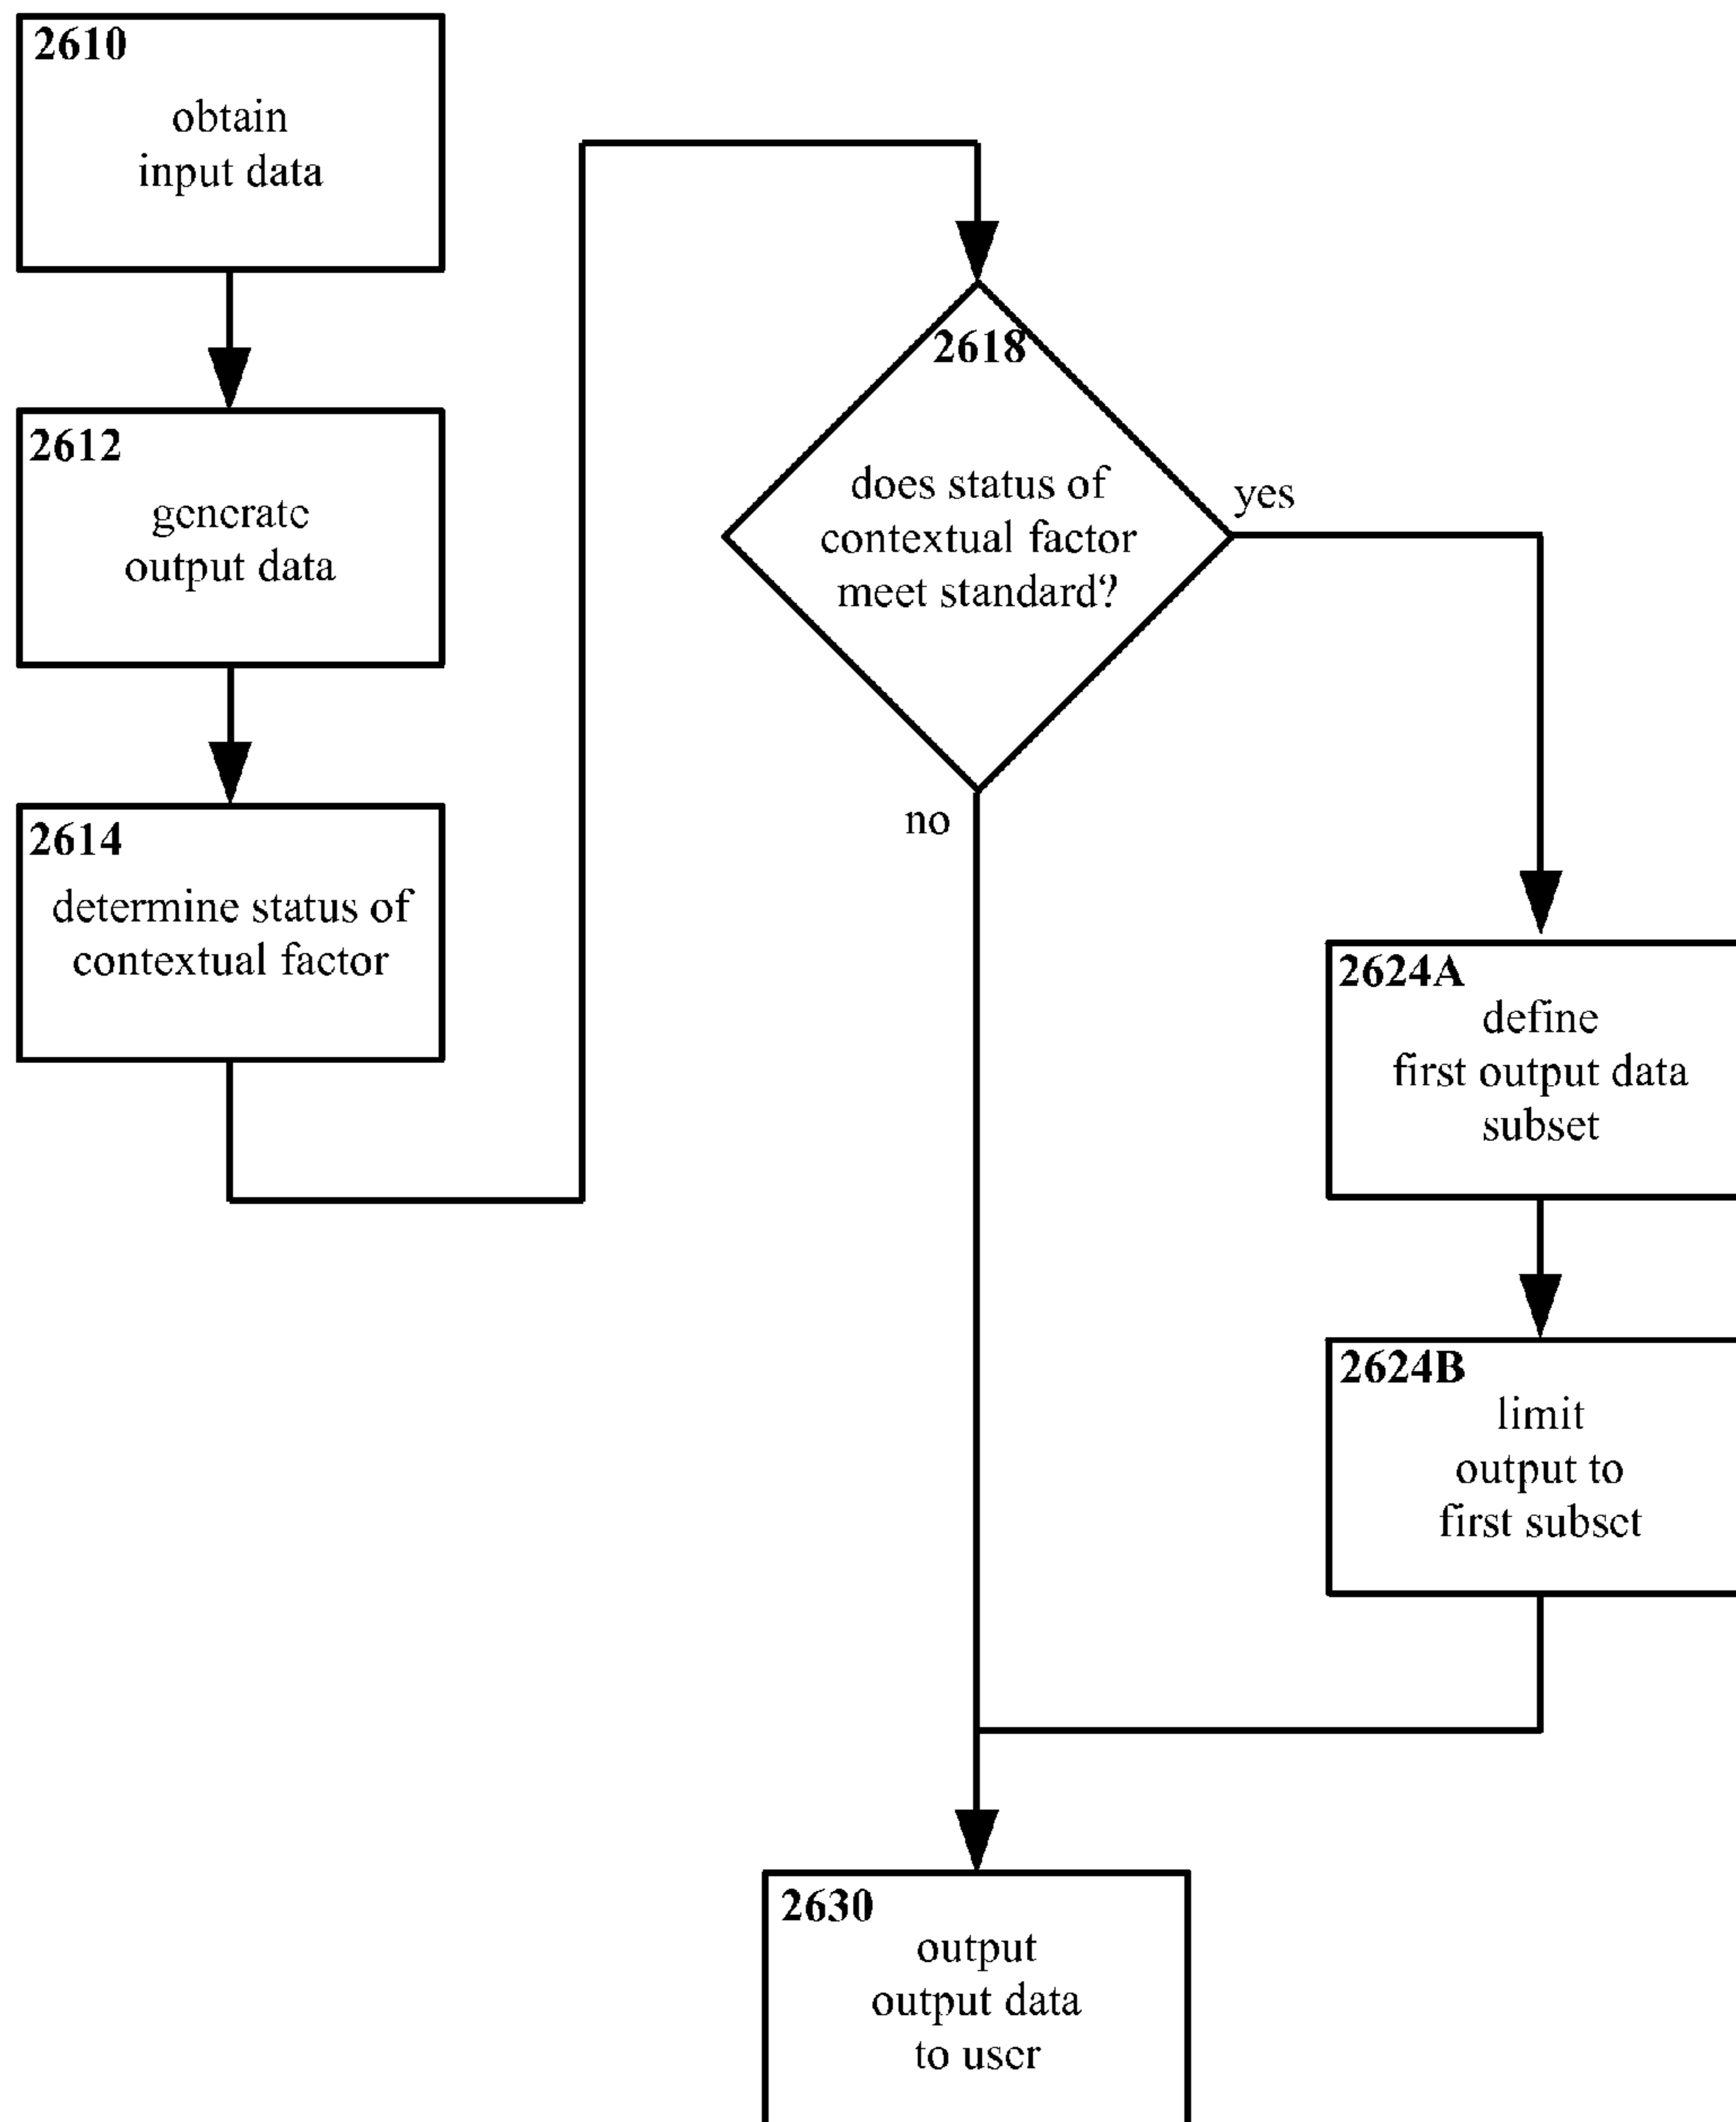 2610
obtain
input data
2612
generate
output data
2614
determine status of
contextual factor
2618
does status of
contextual factor
meet standard?
yes
no
2624A
define
first output data
subset
2624B
limit
output to
first subset
2630
output
output data
to user